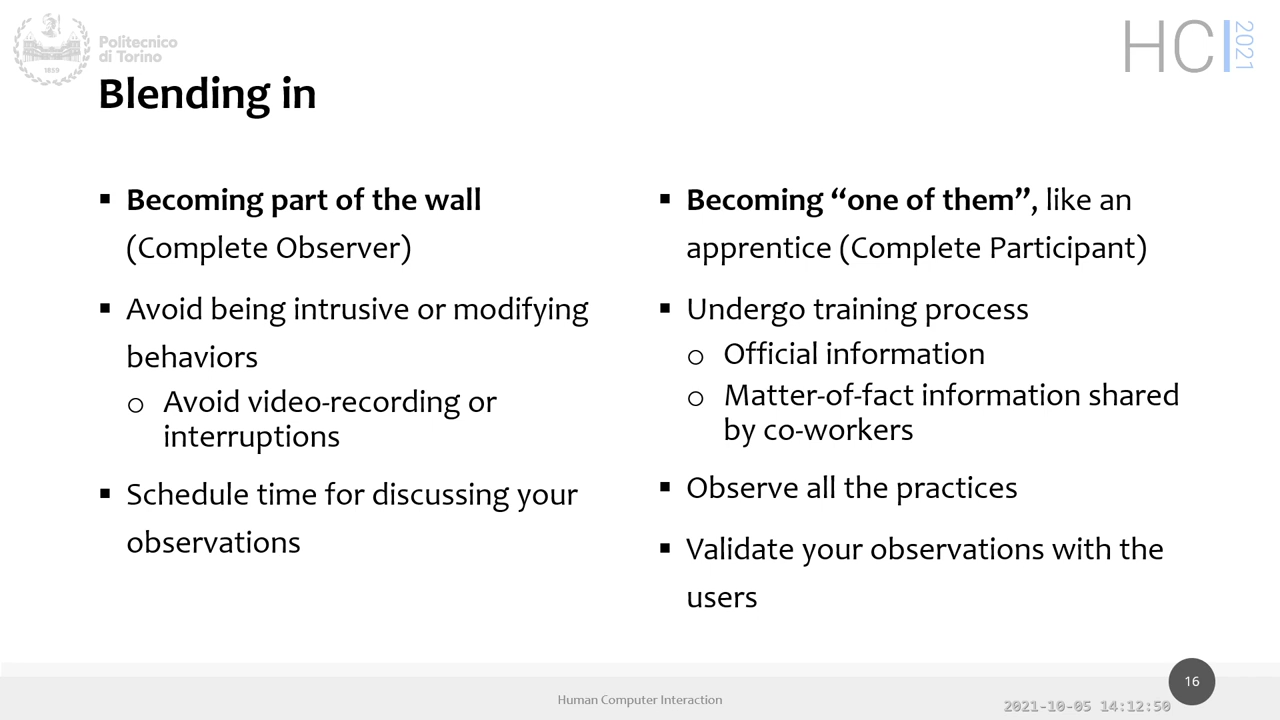 Politecnico
di Torino
1859
HCI
2021
Blending in
▪ Becoming part of the wall
(Complete Observer)
▪ Avoid being intrusive or modifying
behaviors
o Avoid video-recording or
interruptions
▪ Schedule time for discussing your
observations
▪ Becoming “one of them”, like an
apprentice (Complete Participant)
▪ Undergo training process
o Official information
o Matter-of-fact information shared
by co-workers
▪ Observe all the practices
▪ Validate your observations with the
users
Human Computer Interaction
16
2021-10-05 14:12:50